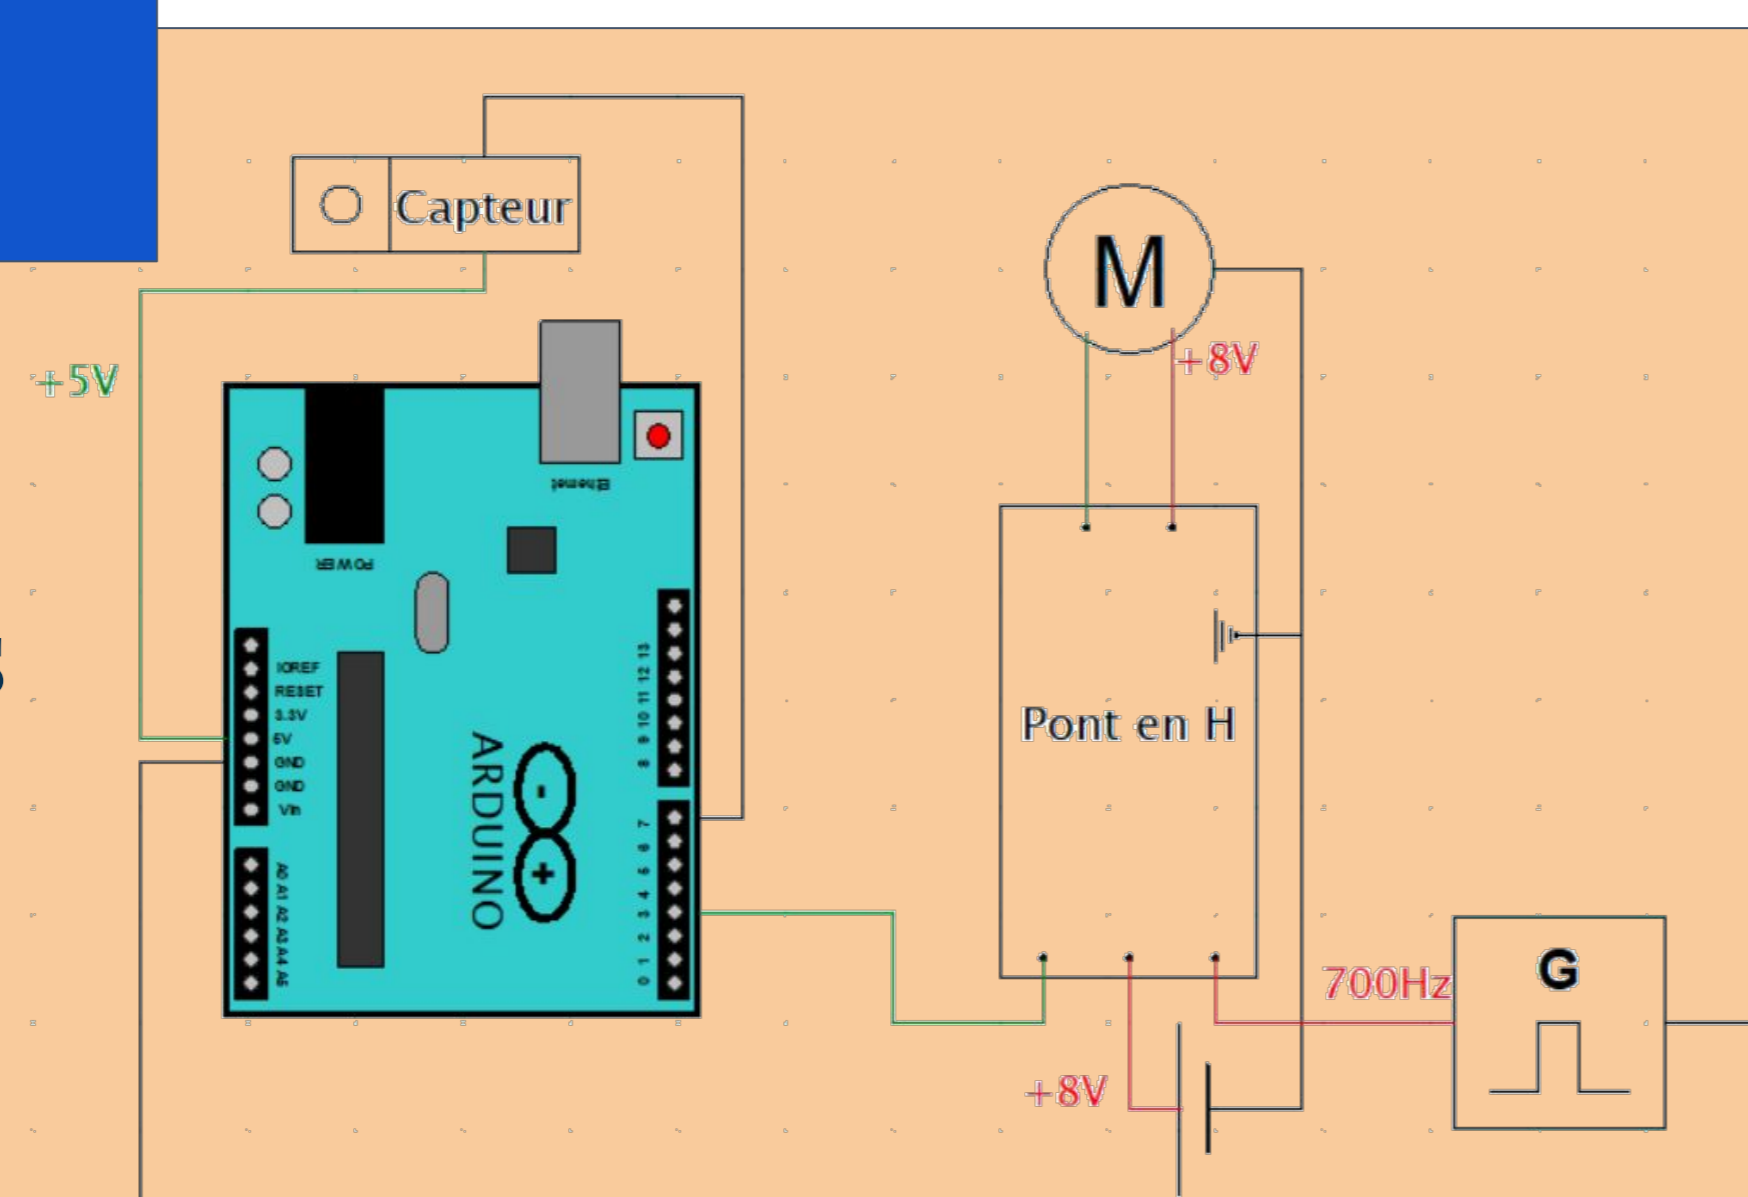 Capteur
M
+8V
+5V
Ethernet
POWER
IOREF
RESET
3.3V
5V
GND
GND
Vin
A0 A1 A2 A3 A4 A5
ARDUINO
-
+
8 9 10 11 12 13
0 1 2 3 4 5 6 7
Pont en H
G
700Hz
+8V